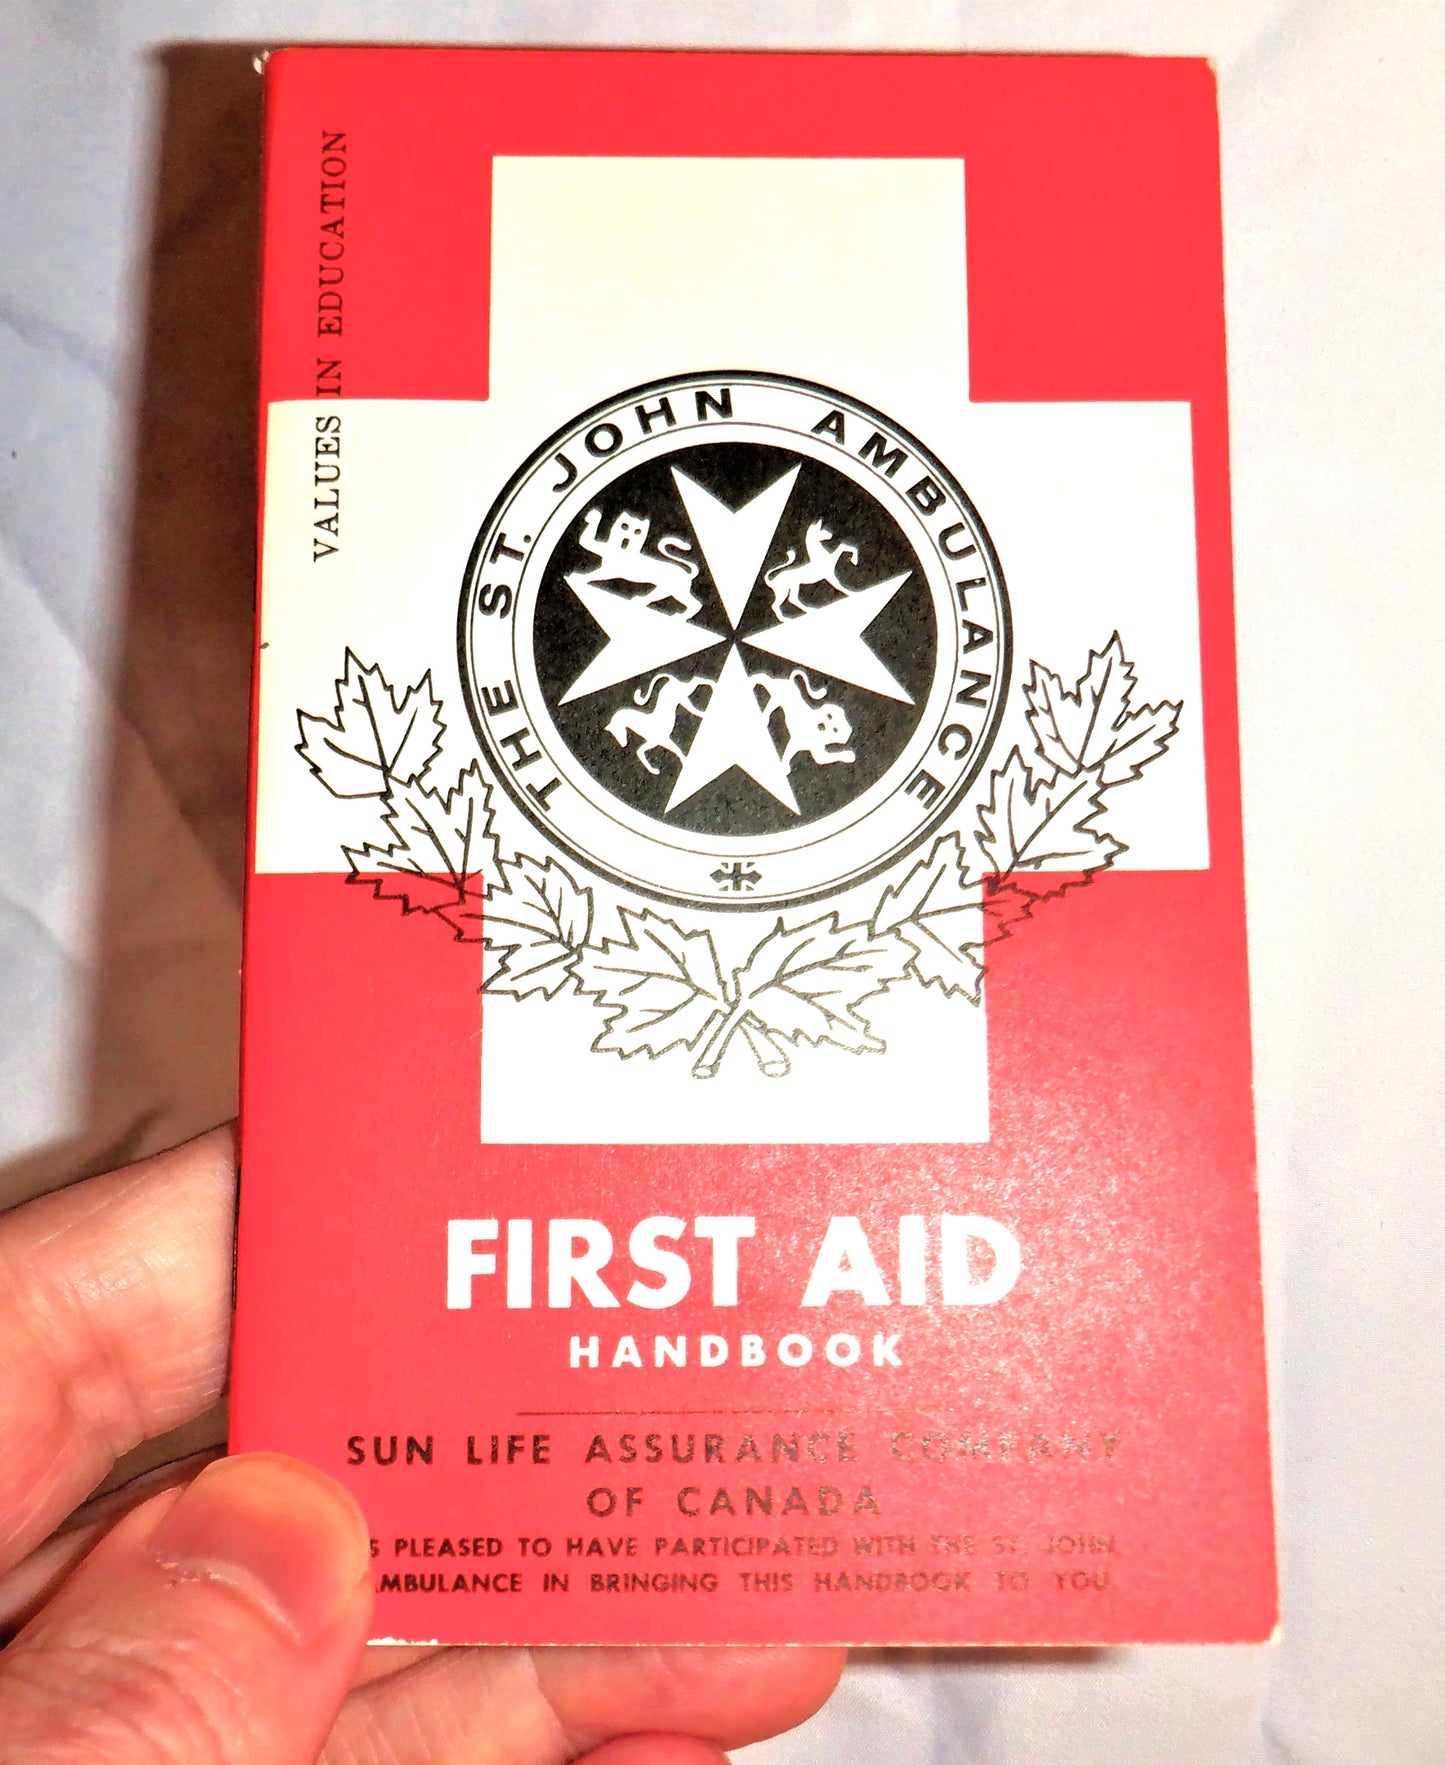 VALUES IN EDUCATION
THE ST. JOHN AMBULANCE
FIRST AID
HANDBOOK
SUN LIFE ASSURANCE COMPANY
OF CANADA
S PLEASED TO HAVE PARTICIPATED WITH THE ST. JOHN
MBULANCE IN BRINGING THIS HANDBOOK TO YOU